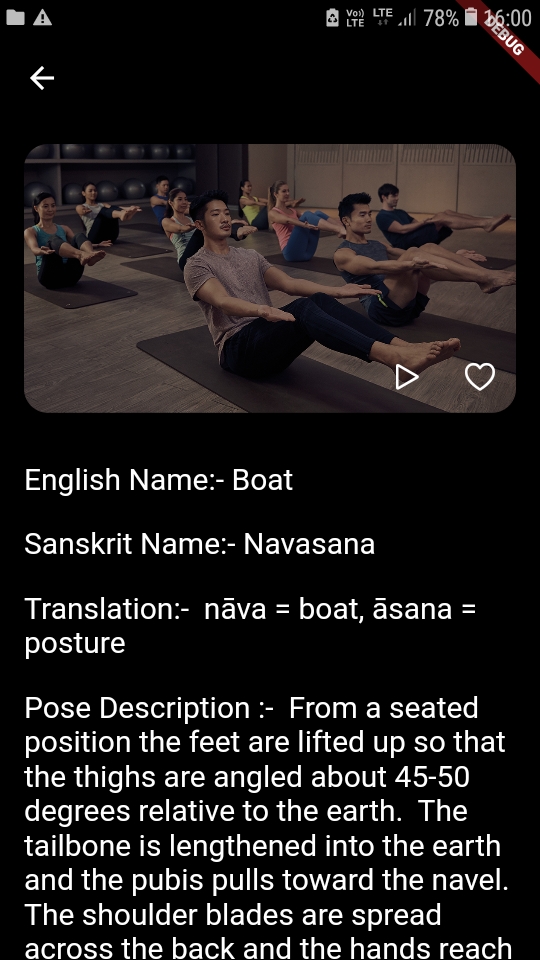 Vo) LTE LTE 78% 16:00
DEBUG
English Name:- Boat
Sanskrit Name:- Navasana
Translation:-  nāva = boat, āsana =
posture
Pose Description :-  From a seated
position the feet are lifted up so that
the thighs are angled about 45-50
degrees relative to the earth.  The
tailbone is lengthened into the earth
and the pubis pulls toward the navel.
The shoulder blades are spread
across the back and the hands reach